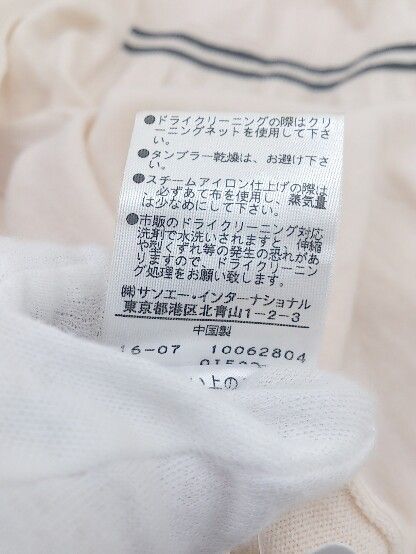 ●ドライクリーニングの際はクリ
ーニングネットを使用して下さ
い。
●タンブラー乾燥は、お避け下さ
い。
●スチームアイロン仕上げの際は
、必ずあて布を使用し、蒸気量
は少なめにして下さい。
●市販のドライクリーニング対応
洗剤で水洗いされますと、伸縮
や型くずれ等の発生の恐れがあ
りますので、ドライクリーニン
グ処理をお願い致します。
㈱サンエー・インターナショナル
東京都港区北青山1-2-3
中国製
16-07 10062804
い上の